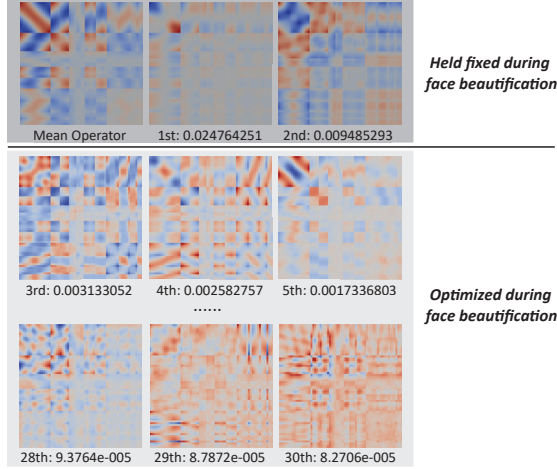 Held fixed during
face beautification
Mean Operator 1st: 0.024764251 2nd: 0.009485293
3rd: 0.003133052 4th: 0.002582757 5th: 0.0017336803
......
Optimized during
face beautification
28th: 9.3764e-005 29th: 8.7872e-005 30th: 8.2706e-005